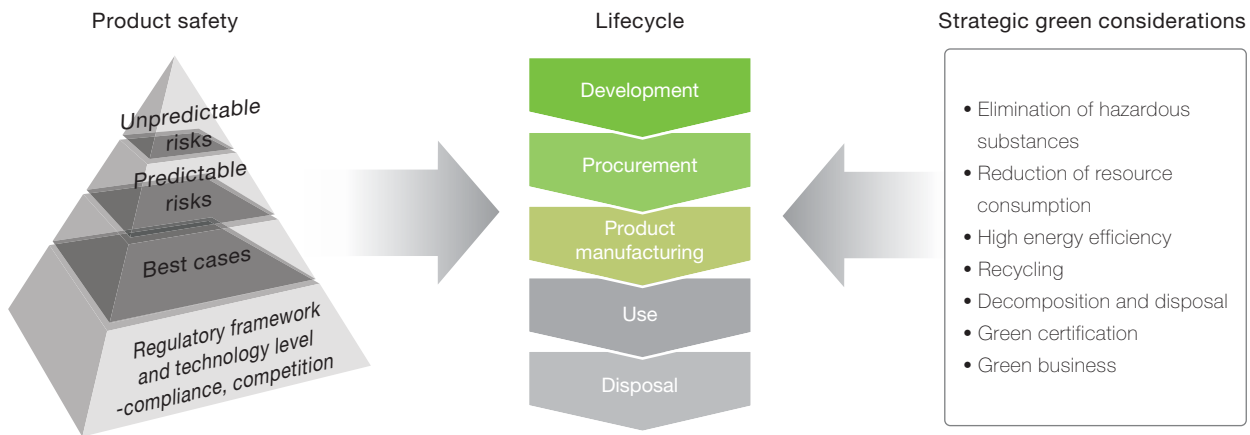 Product safety
Unpredictable
risks
Predictable
risks
Best cases
Regulatory framework
and technology level
-compliance, competition
Lifecycle
Development
Procurement
Product
manufacturing
Use
Disposal
Strategic green considerations
• Elimination of hazardous
substances
• Reduction of resource
consumption
• High energy efficiency
• Recycling
• Decomposition and disposal
• Green certification
• Green business